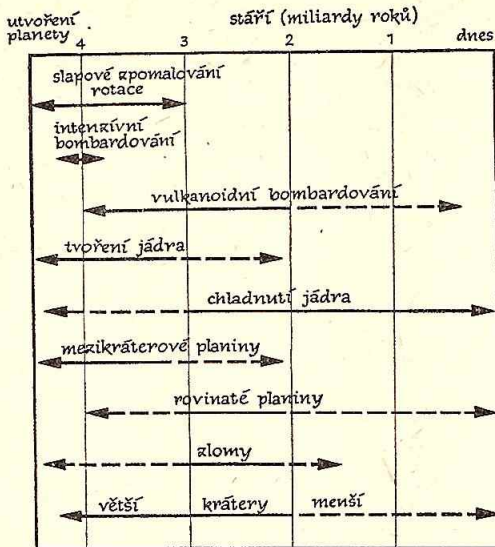 utvoření
planety
stáří (miliardy roků)
4 3 2 1 dnes
slapové zpomalování
rotace
intenzívní
bombardování
vulkanoidní bombardování
tvoření jádra
chladnutí jádra
mezikráterové planiny
rovinaté planiny
zlomy
větší krátery menší